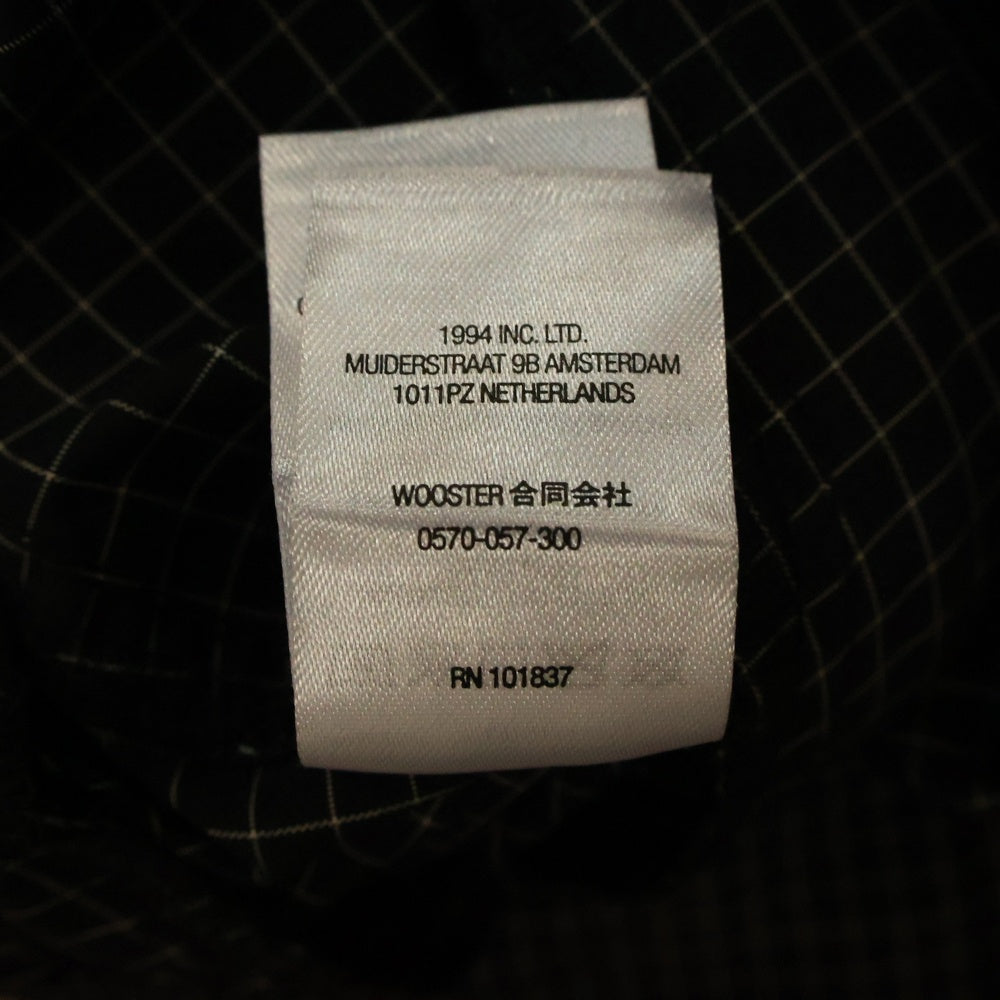 1994 INC. LTD.
MUIDERSTRAAT 9B AMSTERDAM
1011PZ NETHERLANDS
WOOSTER 合同会社
0570-057-300
RN 101837